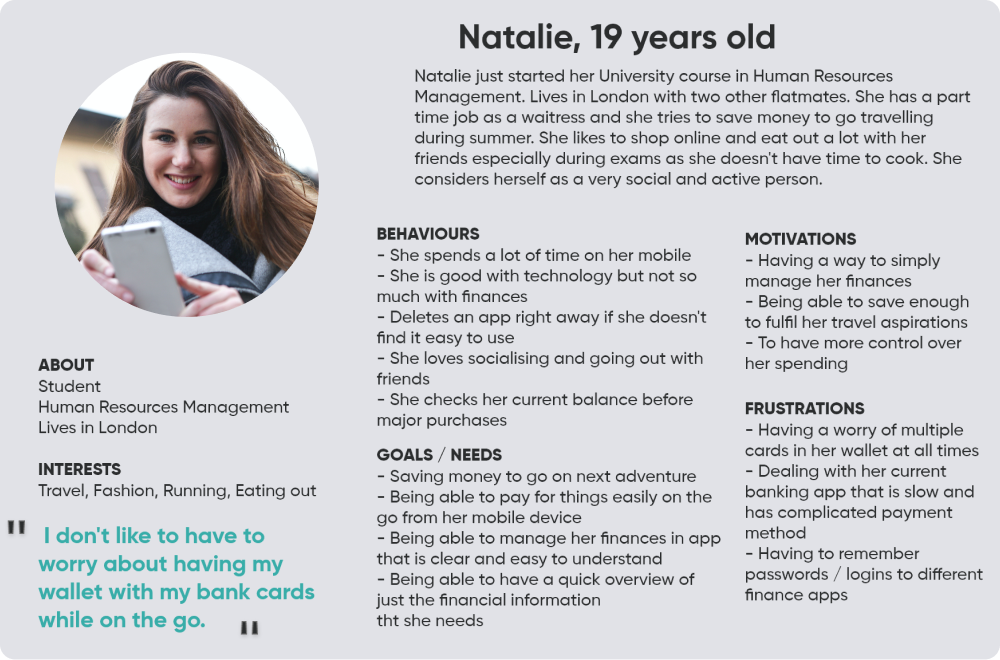 Natalie, 19 years old
Natalie just started her University course in Human Resources
Management. Lives in London with two other flatmates. She has a part
time job as a waitress and she tries to save money to go travelling
during summer. She likes to shop online and eat out a lot with her
friends especially during exams as she doesn't have time to cook. She
considers herself as a very social and active person.
ABOUT
Student
Human Resources Management
Lives in London
INTERESTS
Travel, Fashion, Running, Eating out
" I don't like to have to
worry about having my
wallet with my bank cards
while on the go. "
BEHAVIOURS
- She spends a lot of time on her mobile
- She is good with technology but not so
much with finances
- Deletes an app right away if she doesn't
find it easy to use
- She loves socialising and going out with
friends
- She checks her current balance before
major purchases
GOALS / NEEDS
- Saving money to go on next adventure
- Being able to pay for things easily on the
go from her mobile device
- Being able to manage her finances in app
that is clear and easy to understand
- Being able to have a quick overview of
just the financial information
tht she needs
MOTIVATIONS
- Having a way to simply
manage her finances
- Being able to save enough
to fulfil her travel aspirations
- To have more control over
her spending
FRUSTRATIONS
- Having a worry of multiple
cards in her wallet at all times
- Dealing with her current
banking app that is slow and
has complicated payment
method
- Having to remember
passwords / logins to different
finance apps